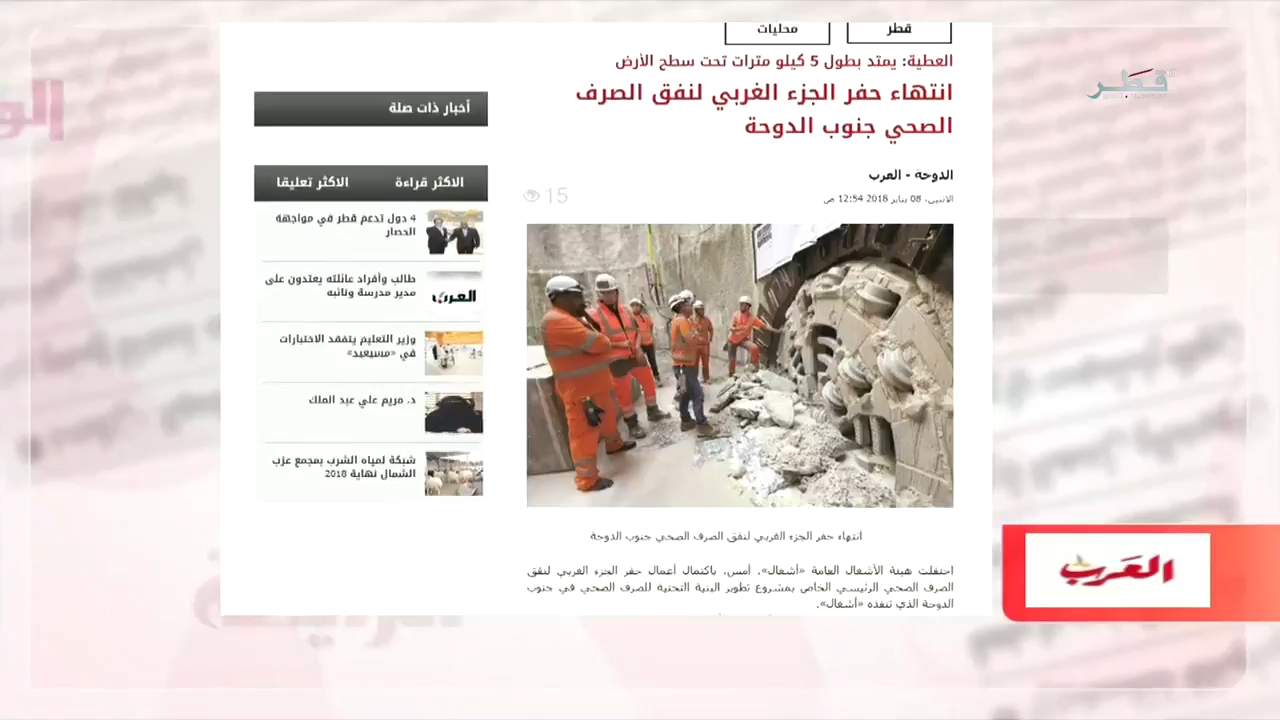 قطر
محليات
العطية: يمتد بطول 5 كيلو مترات تحت سطح الأرض
انتهاء حفر الجزء الغربي لنفق الصرف
الصحي جنوب الدوحة
الدوحة - العرب
الاثنين، 08 يناير 2018 12:54 ص
15
انتهاء حفر الجزء الغربي لنفق الصرف الصحي جنوب الدوحة
احتفلت هيئة الأشغال العامة «أشغال»، أمس، باكتمال أعمال حفر الجزء الغربي لنفق
الصرف الصحي الرئيسي الخاص بمشروع تطوير البنية التحتية للصرف الصحي في جنوب
الدوحة الذي تنفذه «أشغال».
أخبار ذات صلة
الاكثر قراءة
الاكثر تعليقا
4 دول تدعم قطر في مواجهة
الحصار
طالب وأفراد عائلته يعتدون على
مدير مدرسة ونائبه
العرب
وزير التعليم يتفقد الاختبارات
في «مسيعيد»
د. مريم علي عبد الملك
شبكة لمياه الشرب بمجمع عزب
الشمال نهاية 2018
قطر
العرب